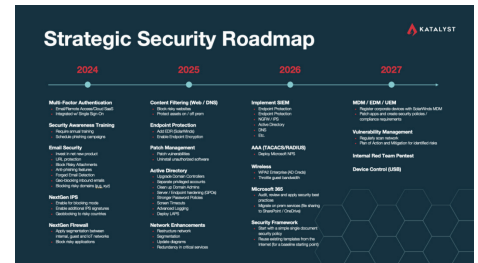 KATALYST
Strategic Security Roadmap
2024
2025
2026
2027
Multi-Factor Authentication
Email/Remote Access/Cloud SaaS
Integrated w/ Single Sign On
Security Awareness Training
Require annual training
Schedule phishing campaigns
Email Security
Invest in net new product
URL protection
Block Risky Attachments
Anti-phishing features
Forged Email Detection
Geo-blocking inbound emails
Blocking risky domains
NextGen IPS
Enable for blocking mode
Enable additional IPS signatures
Geoblocking to risky countries
NextGen Firewall
Apply segmentation between
internal, guest and IoT networks
Block risky applications
Content Filtering (Web / DNS)
Block risky websites
Protect assets on / off prem
Endpoint Protection
Add EDR (SolarWinds)
Enable Endpoint Encryption
Patch Management
Patch vulnerabilities
Uninstall unauthorized software
Active Directory
Upgrade Domain Controllers
Separate privileged accounts
Clean up Domain Admins
Server / Endpoint hardening (GPOs)
Stronger Password Policies
Screen Timeouts
Advanced Logging
Deploy LAPS
Network Enhancements
Restructure network
Segmentation
Update diagrams
Redundancy in critical services
Implement SIEM
Endpoint Protection
Endpoint Protection
NGFW / IPS
Active Directory
DNS
Etc.
AAA (TACACS/RADIUS)
Deploy Microsoft NPS
Wireless
WPA2 Enterprise (AD Creds)
Throttle guest bandwidth
Microsoft 365
Audit, review and apply security best
practices
Migrate on-prem services (file sharing
to SharePoint / OneDrive)
Security Framework
Start with a simple single document
security policy
Reuse existing templates from the
Internet (for a baseline starting point)
MDM / EDM / UEM
Register corporate devices with SolarWinds MDM
Patch apps and create security policies /
compliance requirements
Vulnerability Management
Regularly scan network
Plan of Action and Mitigation for identified risks
Internal Red Team Pentest
Device Control (USB)